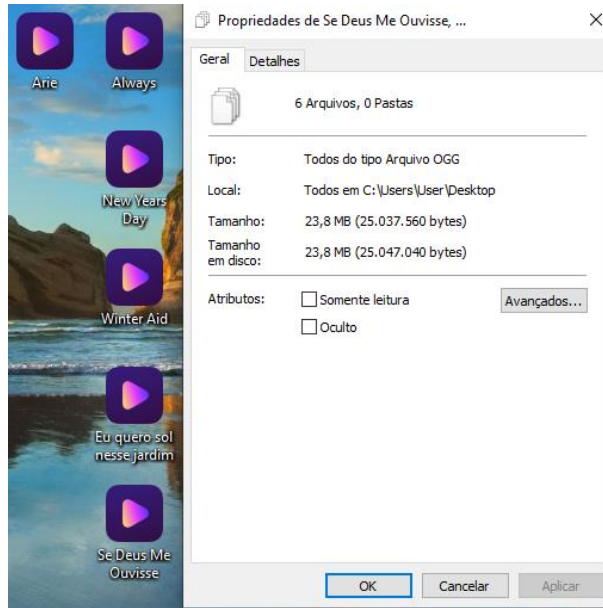 Arie
Always
New Years
Day
Winter Aid
Eu quero sol
nesse jardim
Se Deus Me
Ouvisse
Propriedades de Se Deus Me Ouvisse, ...
Geral
Detalhes
6 Arquivos, 0 Pastas
Tipo: Todos do tipo Arquivo OGG
Local: Todos em C:\Users\User\Desktop
Tamanho: 23,8 MB (25.037.560 bytes)
Tamanho
em disco: 23,8 MB (25.047.040 bytes)
Atributos: Somente leitura Avançados...
Oculto
OK Cancelar Aplicar